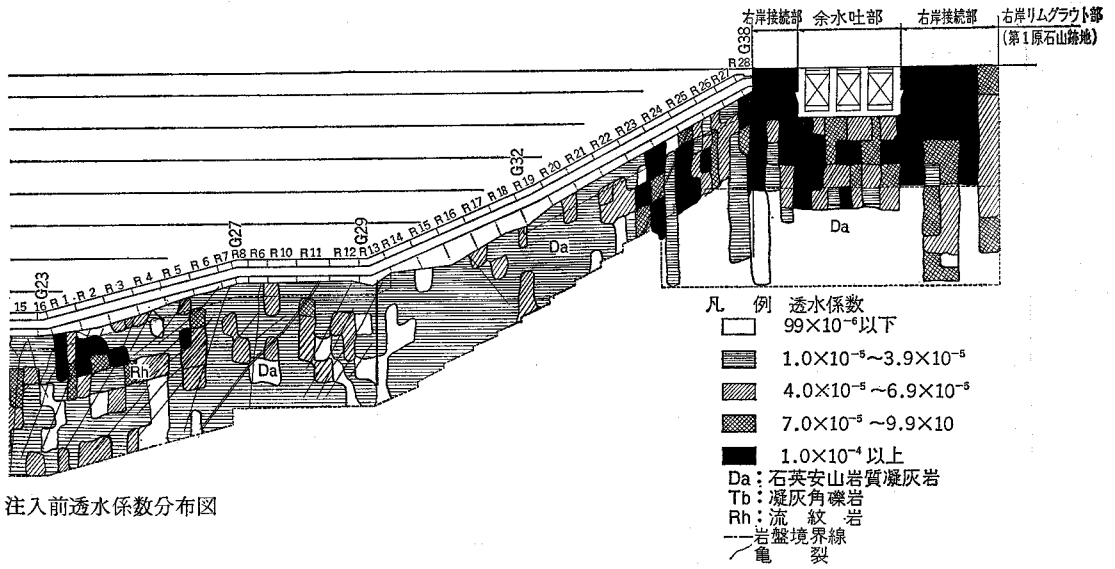 右岸接続部 余水吐部 右岸接続部 右岸リムグラウト部
(第1原石山跡地)
G38
R28
R27
R26
R25
R24
R23
R22
R21
R20
R19
G32
R18
R17
R16
R15
R14
R13
G29
R12
R11
R10
R6
R8
G27
R7
R6
R5
R4
R3
R2
R1
G23
16
15
Da
Da
Rh
Da
凡 例 透水係数
99×10⁻⁶以下
1.0×10⁻⁵~3.9×10⁻⁵
4.0×10⁻⁵~6.9×10⁻⁵
7.0×10⁻⁵~9.9×10
1.0×10⁻⁴以上
Da:石英安山岩質凝灰岩
Tb:凝灰角礫岩
Rh:流紋岩
岩盤境界線
亀裂
注入前透水係数分布図